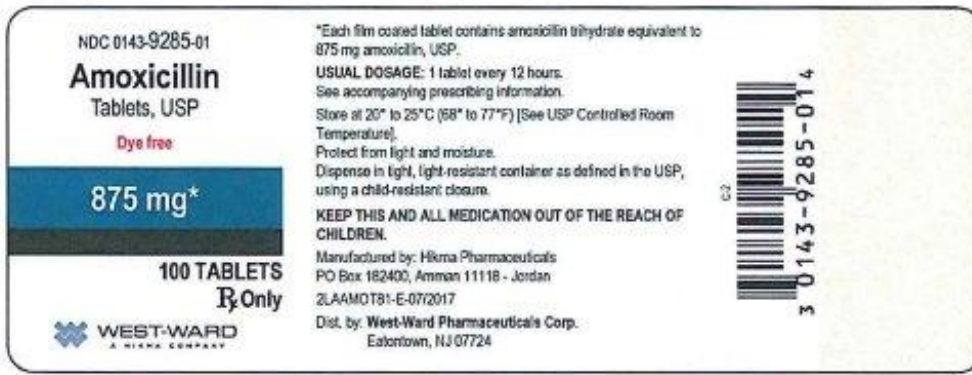 NDC 0143-9285-01
Amoxicillin
Tablets, USP
Dye free
875 mg*
100 TABLETS
℞ Only
WEST-WARD
A HIKMA COMPANY
*Each film coated tablet contains amoxicillin trihydrate equivalent to
875 mg amoxicillin, USP.
USUAL DOSAGE: 1 tablet every 12 hours.
See accompanying prescribing information.
Store at 20° to 25°C (68° to 77°F) [See USP Controlled Room
Temperature].
Protect from light and moisture.
Dispense in tight, light-resistant container as defined in the USP,
using a child-resistant closure.
KEEP THIS AND ALL MEDICATION OUT OF THE REACH OF
CHILDREN.
Manufactured by: Hikma Pharmaceuticals
PO Box 182400, Amman 11118 - Jordan
2LAAMOT81-E-07/2017
Dist. by: West-Ward Pharmaceuticals Corp.
Eatontown, NJ 07724
C-2
3 0143-9285-01 4